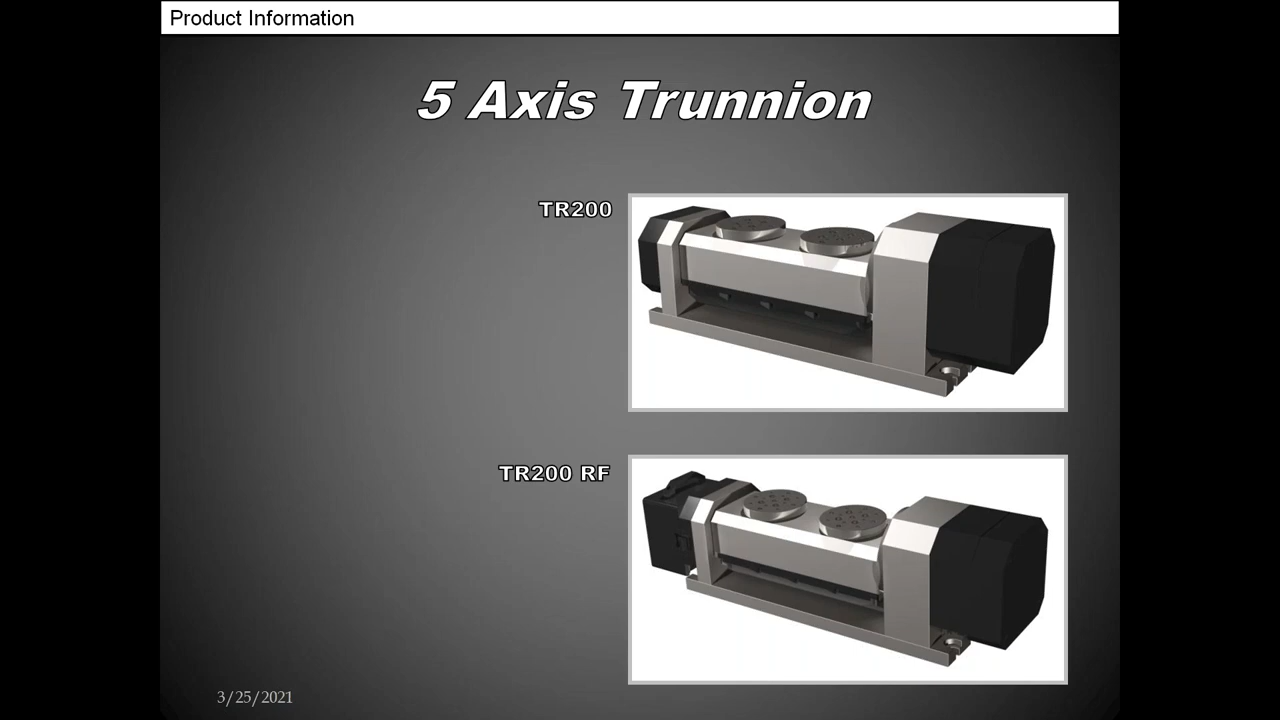 Product Information
5 Axis Trunnion
TR200
TR200 RF
3/25/2021